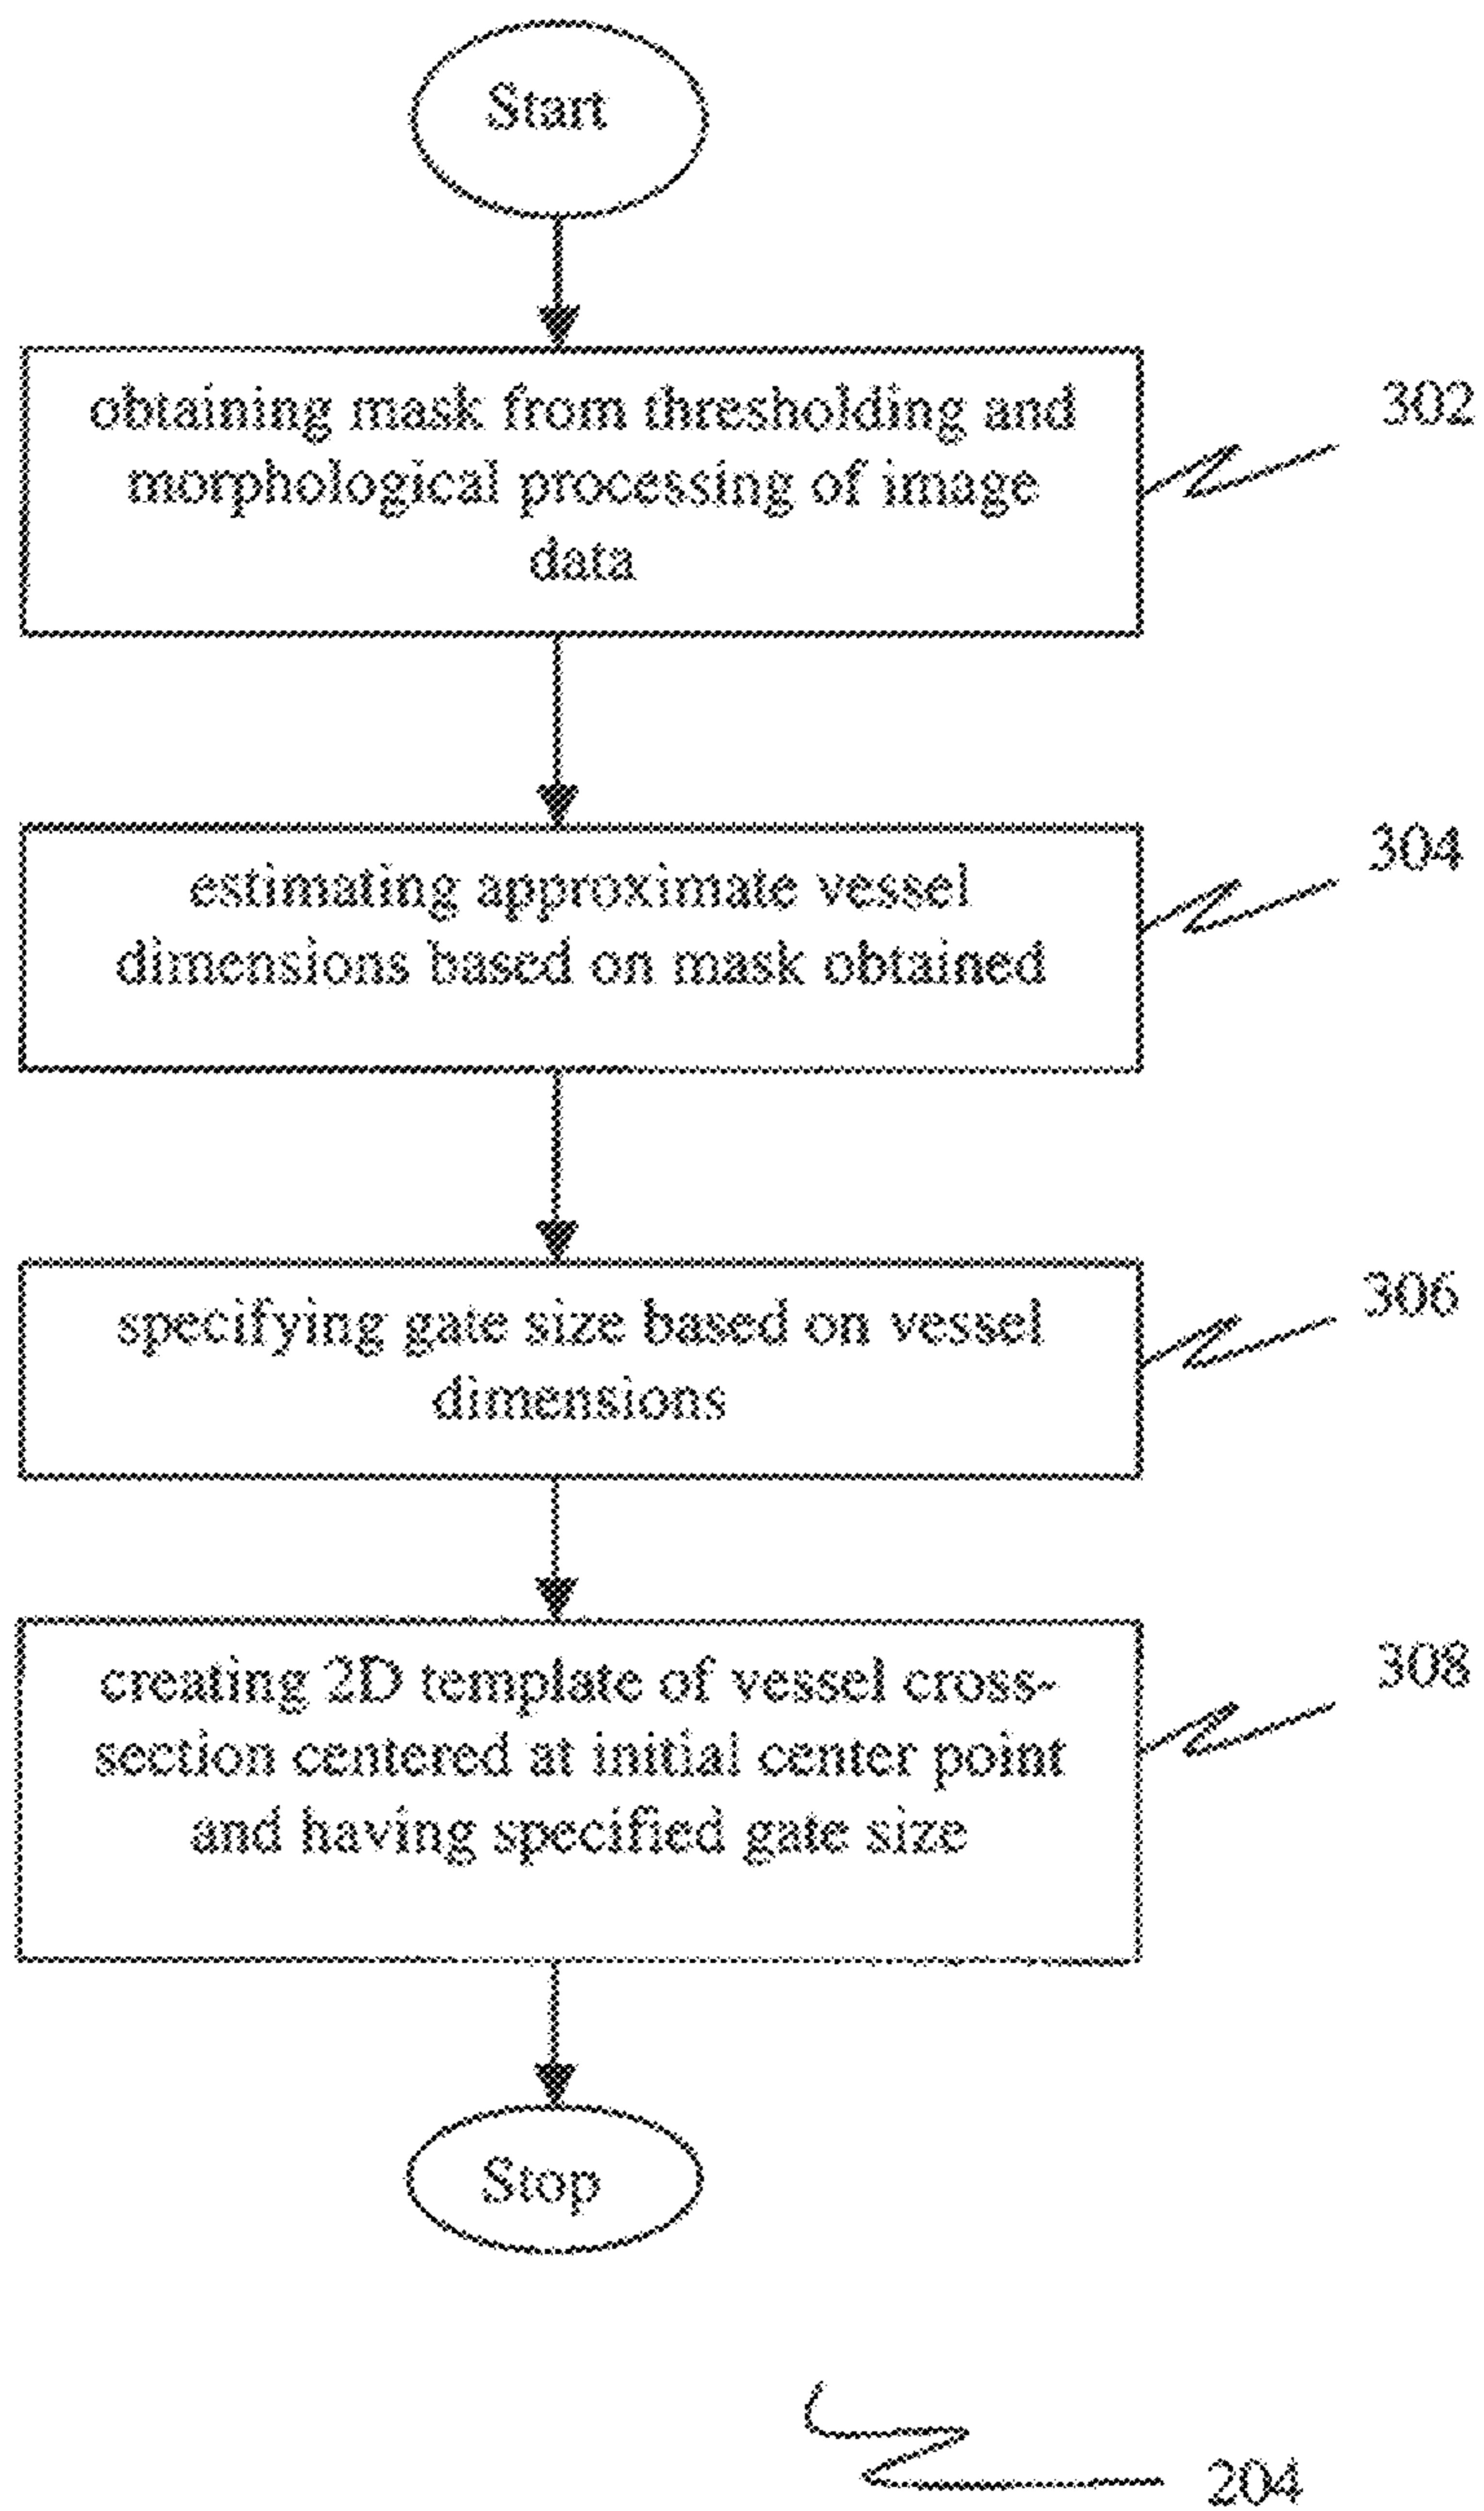 Start
obtaining mask from thresholding and
morphological processing of image
data
302
estimating approximate vessel
dimensions based on mask obtained
304
specifying gate size based on vessel
dimensions
306
creating 2D template of vessel cross-
section centered at initial center point
and having specified gate size
308
Stop
204